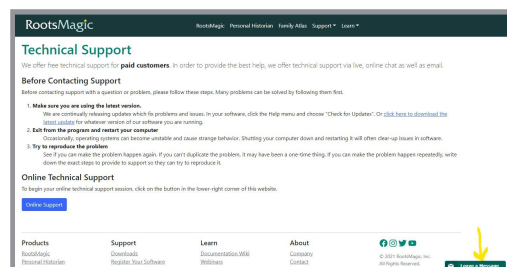 RootsMagic
RootsMagic Personal Historian Family Atlas Support Learn
Technical Support
We offer free technical support for paid customers. In order to provide the best help, we offer technical support via live, online chat as well as email.
Before Contacting Support
Before contacting support with a question or problem, please follow these steps. Many problems can be solved by following them first.
1. Make sure you are using the latest version.
We are continually releasing updates which fix problems and issues. In your software, click the Help menu and choose "Check for Updates". Or click here to download the
latest update for whatever version of our software you are running.
2. Exit from the program and restart your computer
Occasionally, operating systems can become unstable and cause strange behavior. Shutting your computer down and restarting it will often clear-up issues in software.
3. Try to reproduce the problem
See if you can make the problem happen again. If you can't duplicate the problem, it may have been a one-time thing. If you can make the problem happen repeatedly, write
down the exact steps to provide to support so they can try to reproduce it.
Online Technical Support
To begin your online technical support session, click on the button in the lower-right corner of this website.
Online Support
Products Support Learn About
RootsMagic Downloads Documentation Wiki Company © 2021 RootsMagic, Inc.
Personal Historian Register Your Software Webinars Contact All Rights Reserved.
Leave a Message